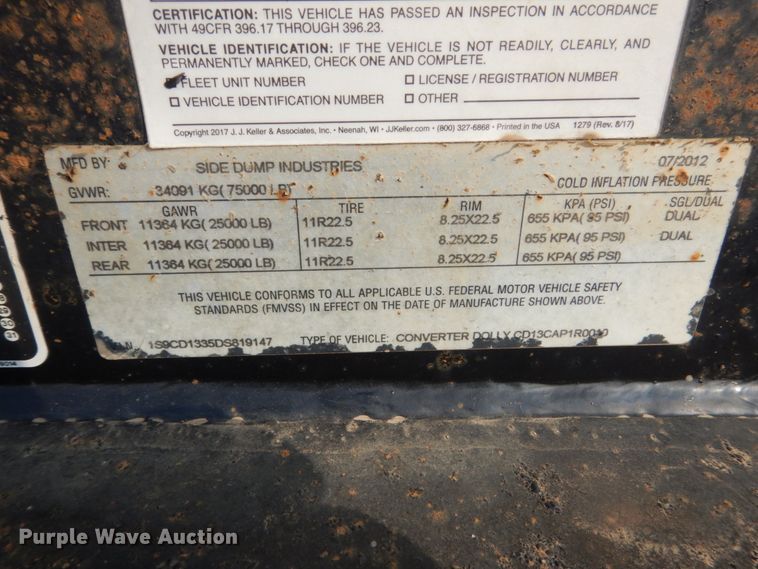 CERTIFICATION: THIS VEHICLE HAS PASSED AN INSPECTION IN ACCORDANCE
WITH 49CFR 396.17 THROUGH 396.23.
VEHICLE IDENTIFICATION: IF THE VEHICLE IS NOT READILY, CLEARLY, AND
PERMANENTLY MARKED, CHECK ONE AND COMPLETE.
FLEET UNIT NUMBER □ LICENSE / REGISTRATION NUMBER
□ VEHICLE IDENTIFICATION NUMBER □ OTHER
Copyright 2017 J. J. Keller & Associates, Inc. • Neenah, WI • JJKeller.com • (800) 327-6868 • Printed in the USA 1279 (Rev. 8/17)
MFD BY: SIDE DUMP INDUSTRIES 07/2012
GVWR: 34091 KG( 75000 LB) COLD INFLATION PRESSURE
GAWR TIRE RIM KPA (PSI) SGL/DUAL
FRONT 11364 KG( 25000 LB) 11R22.5 8.25X22.5 655 KPA( 95 PSI) DUAL
INTER 11364 KG( 25000 LB) 11R22.5 8.25X22.5 655 KPA( 95 PSI) DUAL
REAR 11364 KG( 25000 LB) 11R22.5 8.25X22.5 655 KPA( 95 PSI)
THIS VEHICLE CONFORMS TO ALL APPLICABLE U.S. FEDERAL MOTOR VEHICLE SAFETY
STANDARDS (FMVSS) IN EFFECT ON THE DATE OF MANUFACTURE SHOWN ABOVE.
1S9CD1335DS819147 TYPE OF VEHICLE: CONVERTER DOLLY CD13CAP1R0010
Purple Wave Auction